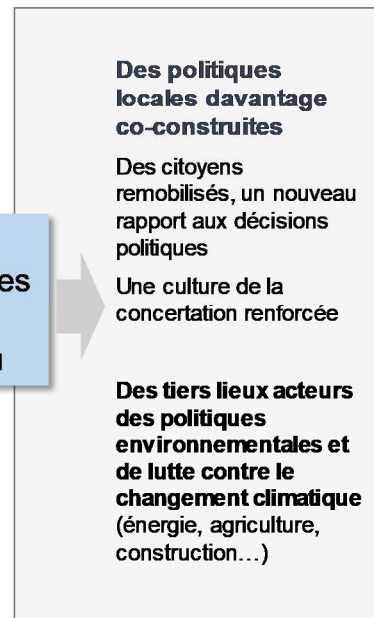 Des politiques
locales davantage
co-construites
Des citoyens
remobilisés, un nouveau
rapport aux décisions
politiques
Une culture de la
concertation renforcée
Des tiers lieux acteurs
des politiques
environnementales et
de lutte contre le
changement climatique
(énergie, agriculture,
construction…)